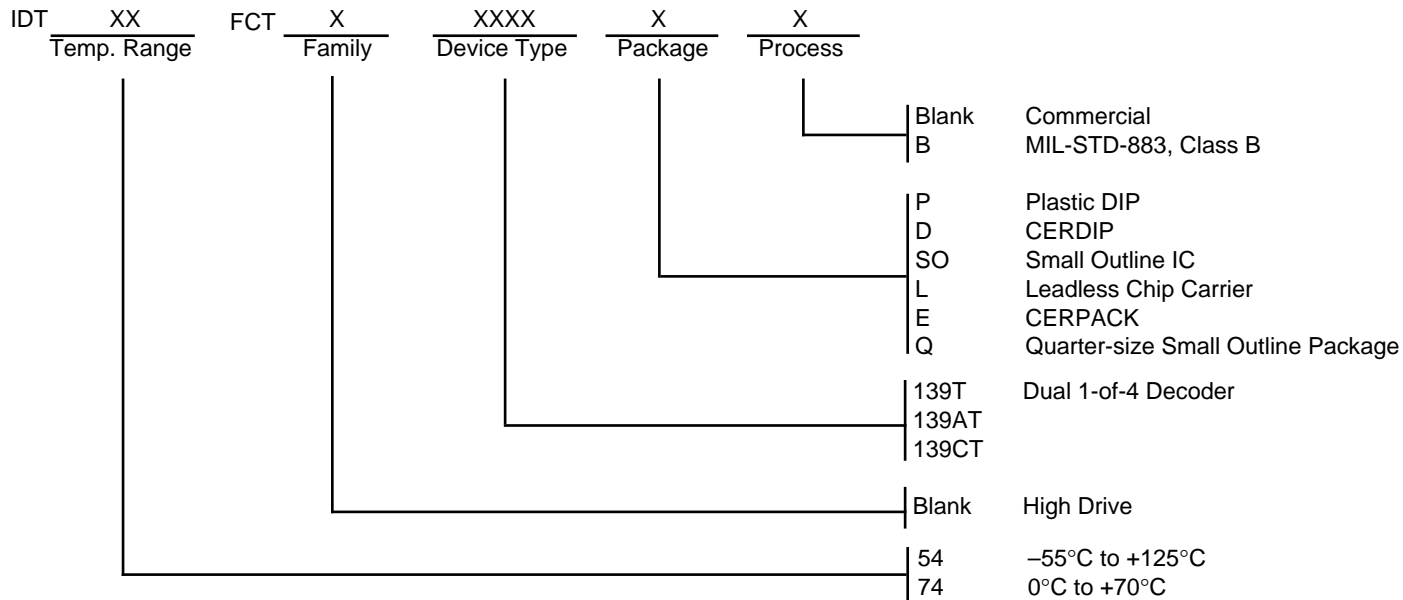 IDT XX FCT X XXXX X X
Temp. Range Family Device Type Package Process
Blank Commercial
B MIL-STD-883, Class B
P Plastic DIP
D CERDIP
SO Small Outline IC
L Leadless Chip Carrier
E CERPACK
Q Quarter-size Small Outline Package
139T Dual 1-of-4 Decoder
139AT
139CT
Blank High Drive
54 –55°C to +125°C
74 0°C to +70°C